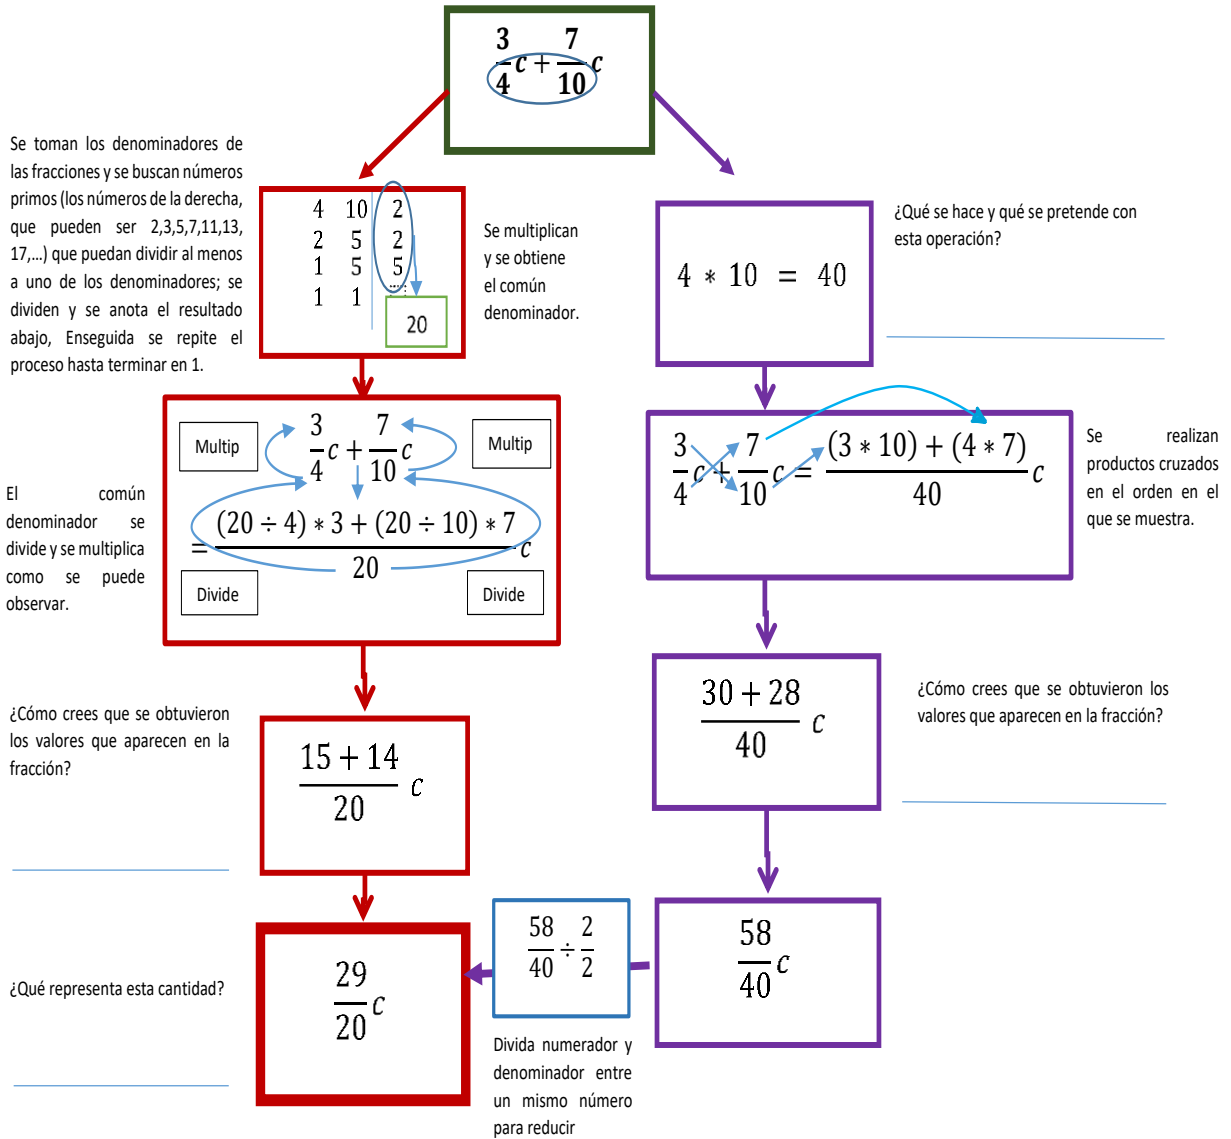 3/4 c + 7/10 c
Se toman los denominadores de
las fracciones y se buscan números
primos (los números de la derecha,
que pueden ser 2,3,5,7,11,13,
17,...) que puedan dividir al menos
a uno de los denominadores; se
dividen y se anota el resultado
abajo, Enseguida se repite el
proceso hasta terminar en 1.
4 10 2
2 5 2
1 5 5
1 1
20
Se multiplican
y se obtiene
el común
denominador.
4 * 10 = 40
¿Qué se hace y qué se pretende con
esta operación?
El común
denominador se
divide y se multiplica
como se puede
observar.
Multip
3/4 c + 7/10 c
Multip
= ((20 ÷ 4) * 3 + (20 ÷ 10) * 7)/20 c
Divide
Divide
3/4 c + 7/10 c = ((3 * 10) + (4 * 7))/40 c
Se realizan
productos cruzados
en el orden en el
que se muestra.
¿Cómo crees que se obtuvieron
los valores que aparecen en la
fracción?
(15 + 14)/20 c
(30 + 28)/40 c
¿Cómo crees que se obtuvieron los
valores que aparecen en la fracción?
¿Qué representa esta cantidad?
29/20 c
58/40 ÷ 2/2
58/40 c
Divida numerador y
denominador entre
un mismo número
para reducir